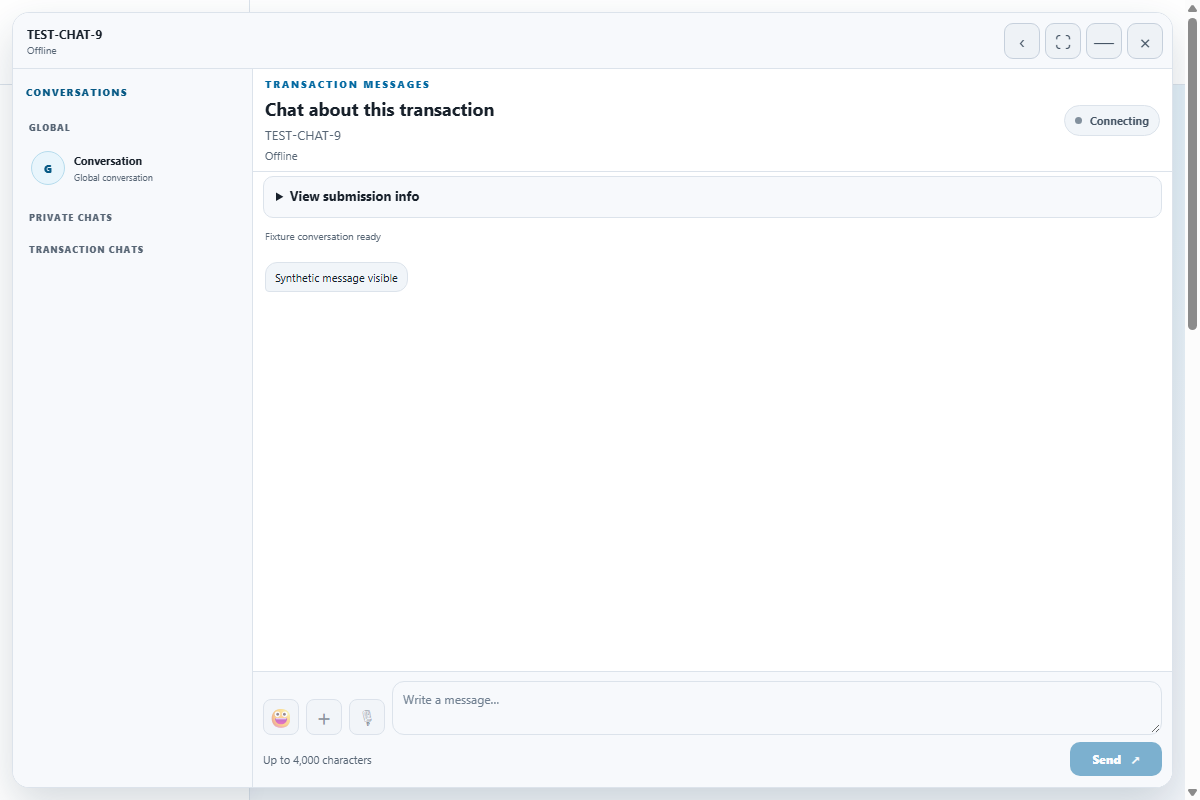 TEST-CHAT-9
Offline
CONVERSATIONS
GLOBAL
G
Conversation
Global conversation
PRIVATE CHATS
TRANSACTION CHATS
TRANSACTION MESSAGES
Chat about this transaction
TEST-CHAT-9
Offline
Connecting
View submission info
Fixture conversation ready
Synthetic message visible
Write a message...
Up to 4,000 characters
Send